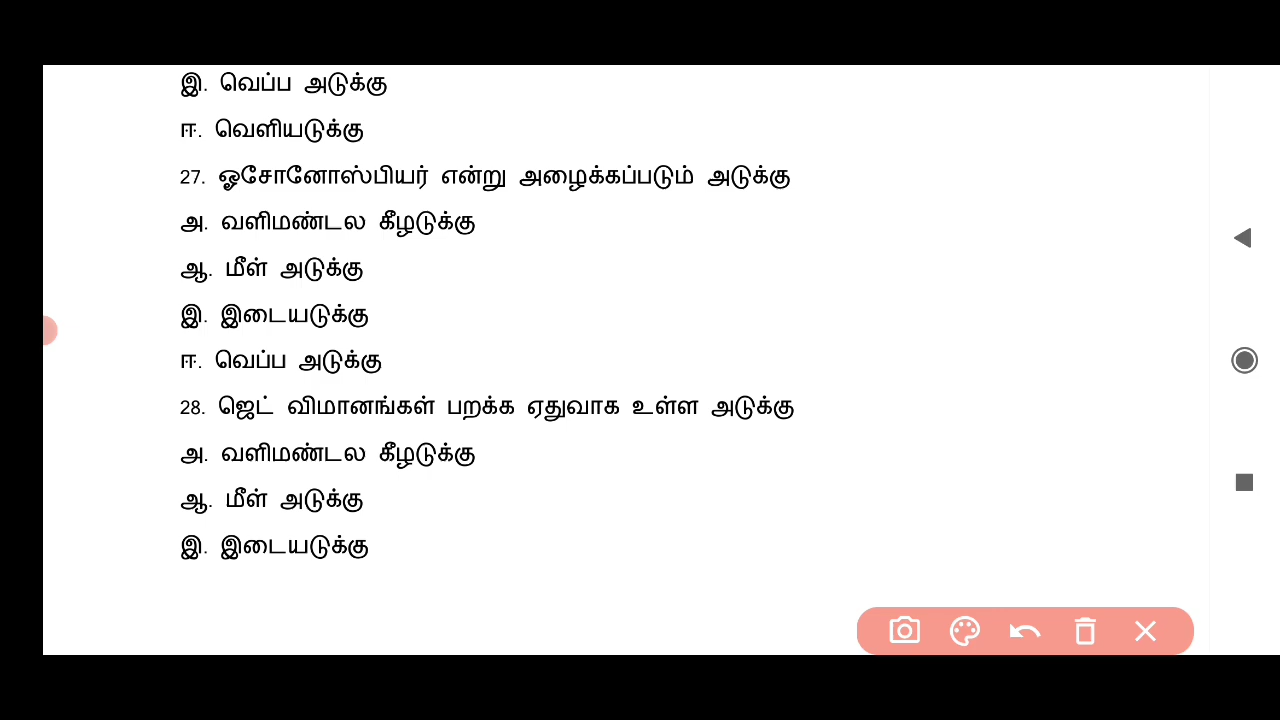 இ. வெப்ப அடுக்கு
ஈ. வெளியடுக்கு
27. ஓசோனோஸ்பியர் என்று அழைக்கப்படும் அடுக்கு
அ. வளிமண்டல கீழடுக்கு
ஆ. மீள் அடுக்கு
இ. இடையடுக்கு
ஈ. வெப்ப அடுக்கு
28. ஜெட் விமானங்கள் பறக்க ஏதுவாக உள்ள அடுக்கு
அ. வளிமண்டல கீழடுக்கு
ஆ. மீள் அடுக்கு
இ. இடையடுக்கு